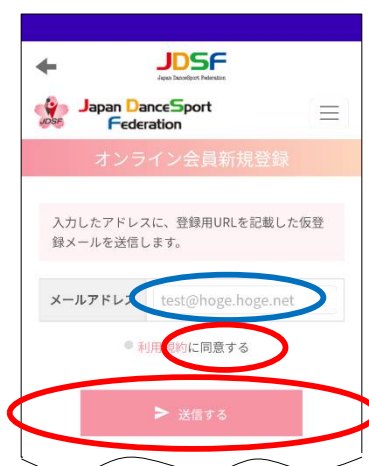 JDSF
Japan DanceSport Federation
JDSF
Japan DanceSport
Federation
オンライン会員新規登録
入力したアドレスに、登録用URLを記載した仮登
録メールを送信し​ます。
メールアドレス test@hoge.hoge.net
利用規約に同意する
送信する